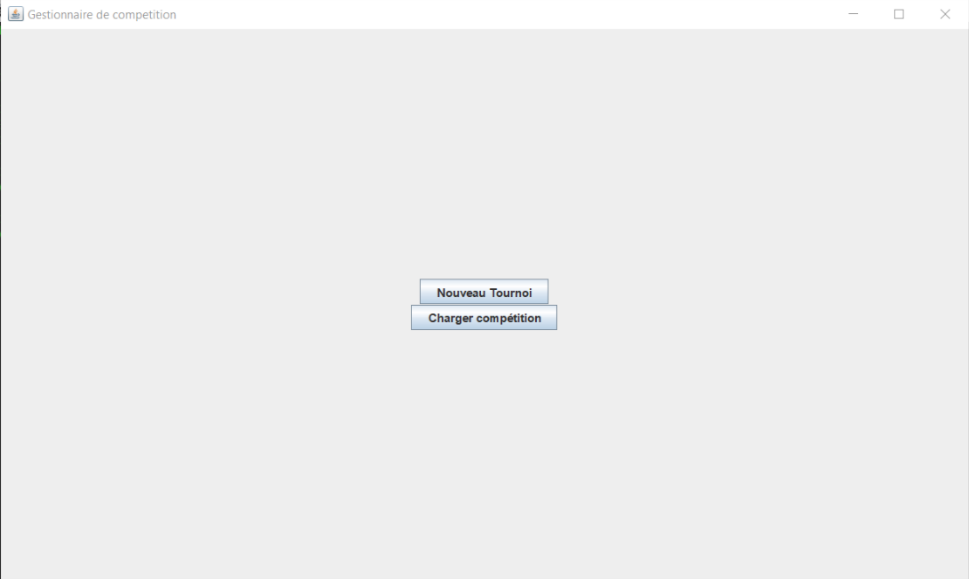 Gestionnaire de competition
Nouveau Tournoi
Charger compétition